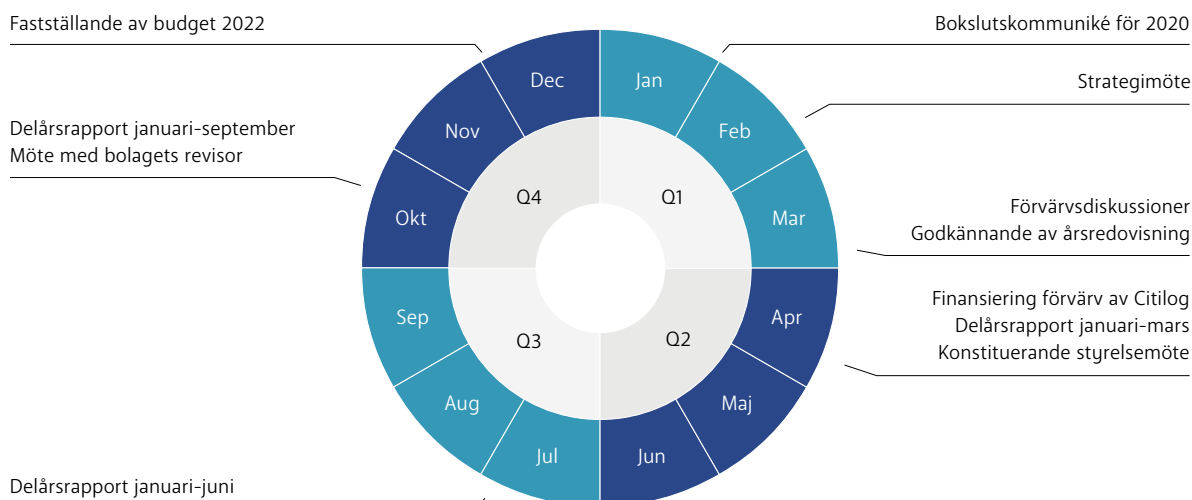 Fastställande av budget 2022
Bokslutskommuniké för 2020
Strategimöte
Delårsrapport januari-september
Möte med bolagets revisor
Förvärvsdiskussioner
Godkännande av årsredovisning
Finansiering förvärv av Citilog
Delårsrapport januari-mars
Konstituerande styrelsemöte
Delårsrapport januari-juni
Jan
Feb
Mar
Apr
Maj
Jun
Jul
Aug
Sep
Okt
Nov
Dec
Q1
Q2
Q3
Q4